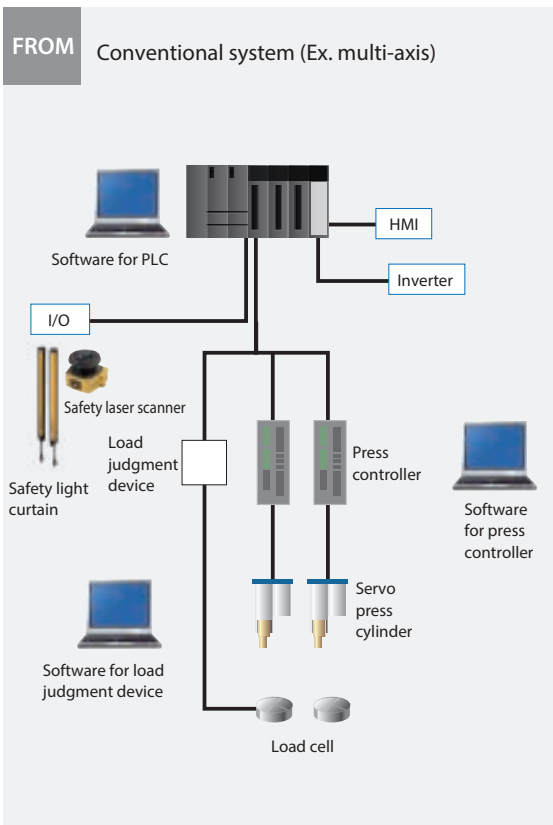 FROM
Conventional system (Ex. multi-axis)
Software for PLC
HMI
Inverter
I/O
Safety laser scanner
Load
judgment
device
Press
controller
Safety light
curtain
Software
for press
controller
Servo
press
cylinder
Software for load
judgment device
Load cell